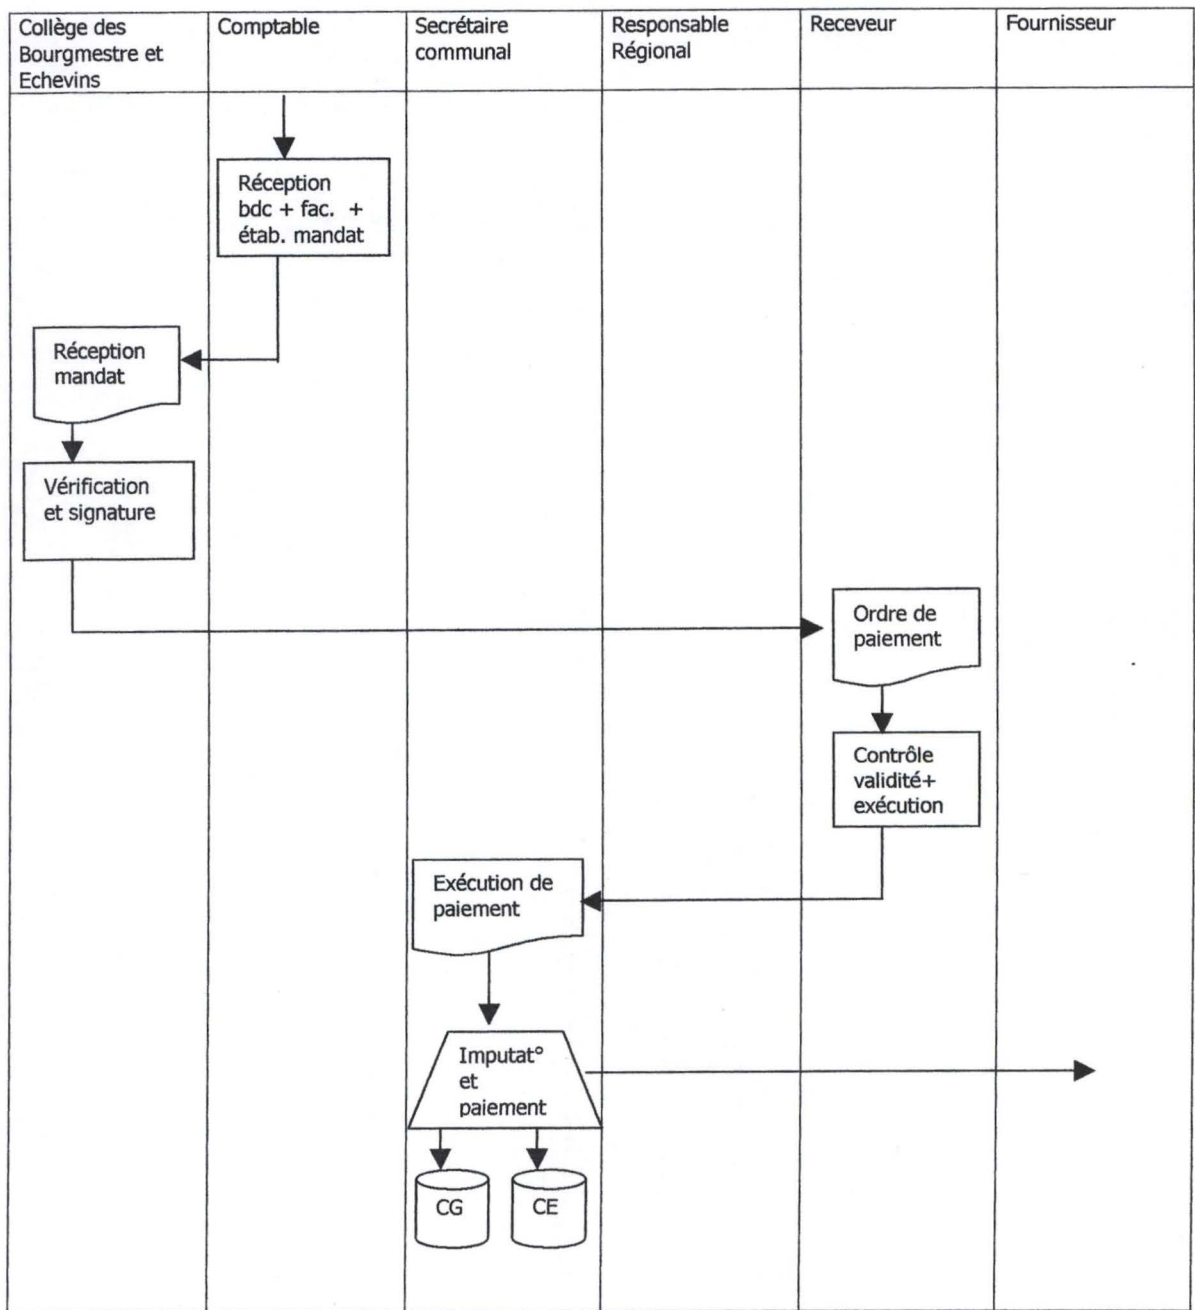 Collège des
Bourgmestre et
Echevins
Comptable
Secrétaire
communal
Responsable
Régional
Receveur
Fournisseur
Réception
bdc + fac. +
étab. mandat
Réception
mandat
Vérification
et signature
Ordre de
paiement
Contrôle
validité+
exécution
Exécution de
paiement
Imputat°
et
paiement
CG
CE